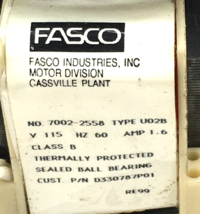 FASCO
FASCO INDUSTRIES, INC
MOTOR DIVISION
CASSVILLE PLANT
NO. 7002-2558 TYPE U02B
V 115 HZ 60 AMP 1.6
CLASS B
THERMALLY PROTECTED
SEALED BALL BEARING
CUST. P/N D330787P01
RE99